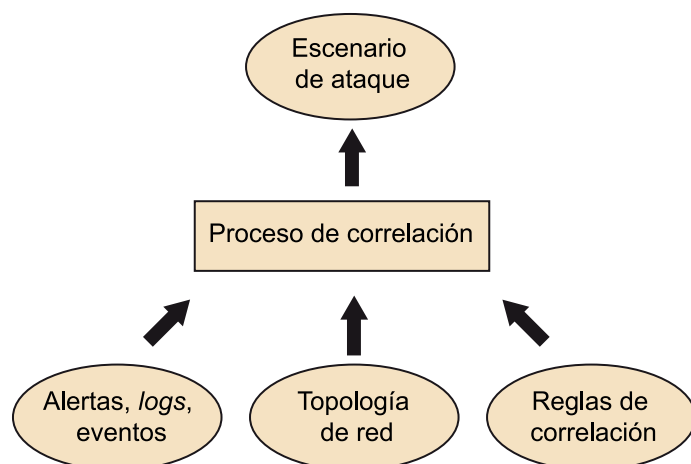 Escenario
de ataque
Proceso de correlación
Alertas, logs,
eventos
Topología
de red
Reglas de
correlación